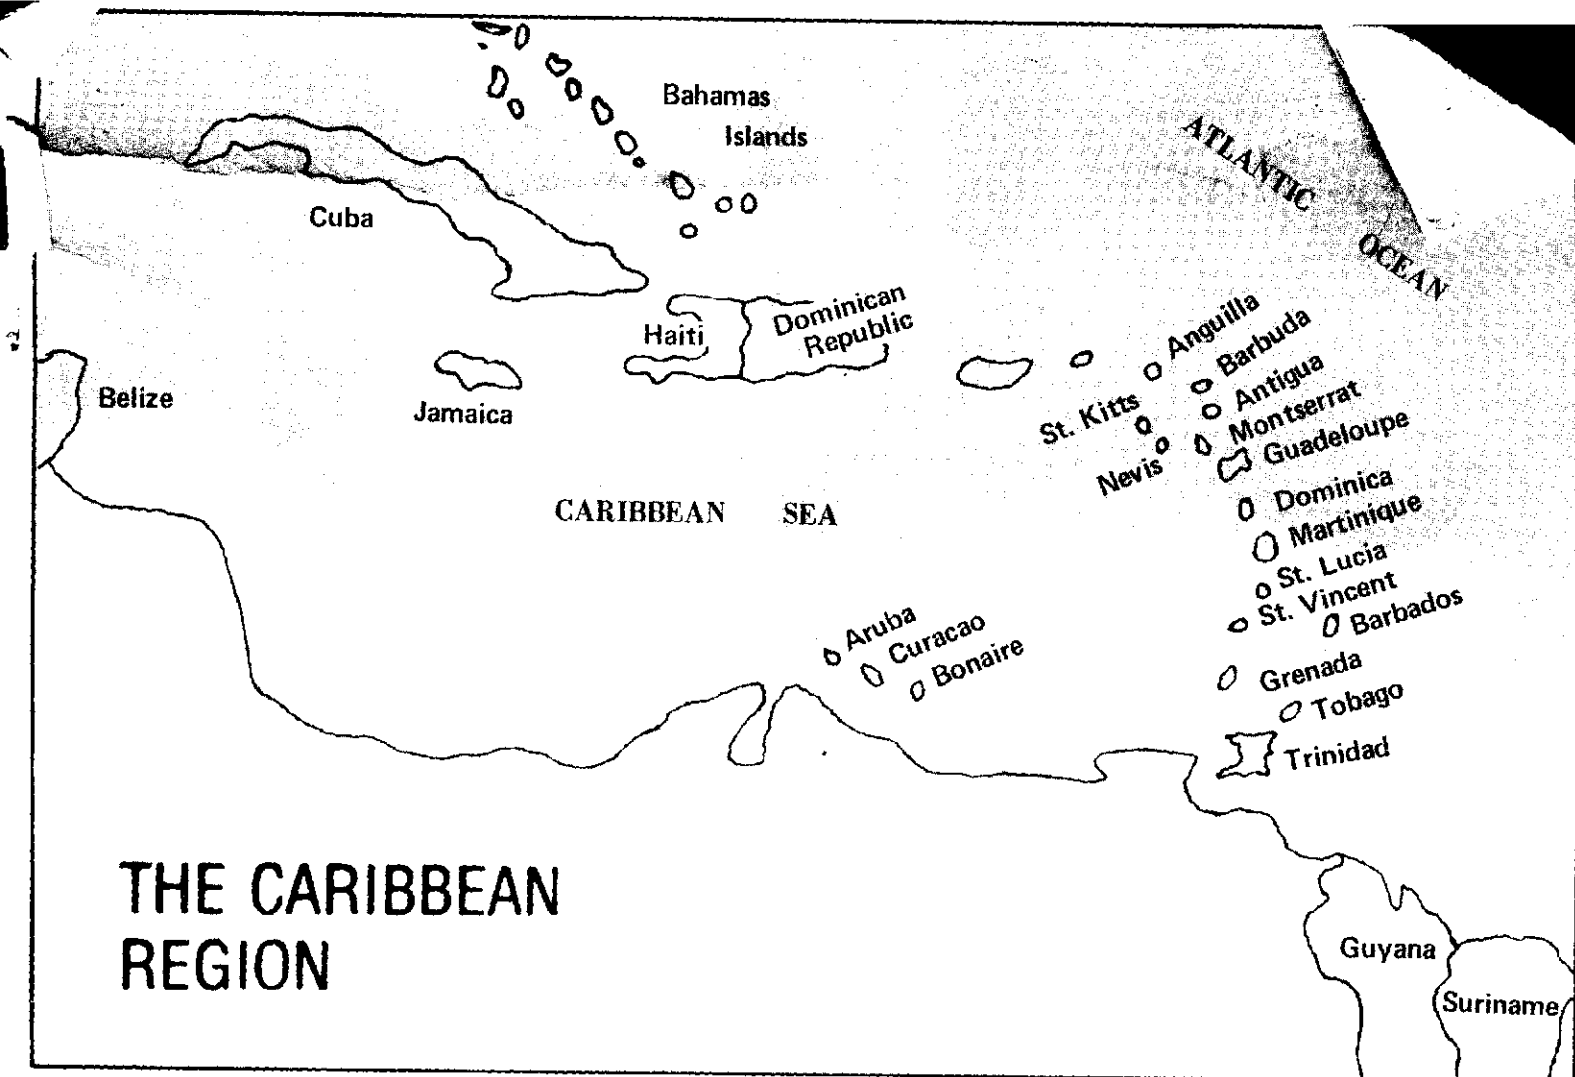 Bahamas
Islands
ATLANTIC
OCEAN
Cuba
Haiti
Dominican
Republic
Anguilla
Barbuda
Belize
Jamaica
St. Kitts
Antigua
Montserrat
Nevis
Guadeloupe
Dominica
CARIBBEAN SEA
Martinique
St. Lucia
St. Vincent
Barbados
Aruba
Curacao
Bonaire
Grenada
Tobago
Trinidad
THE CARIBBEAN
REGION
Guyana
Suriname